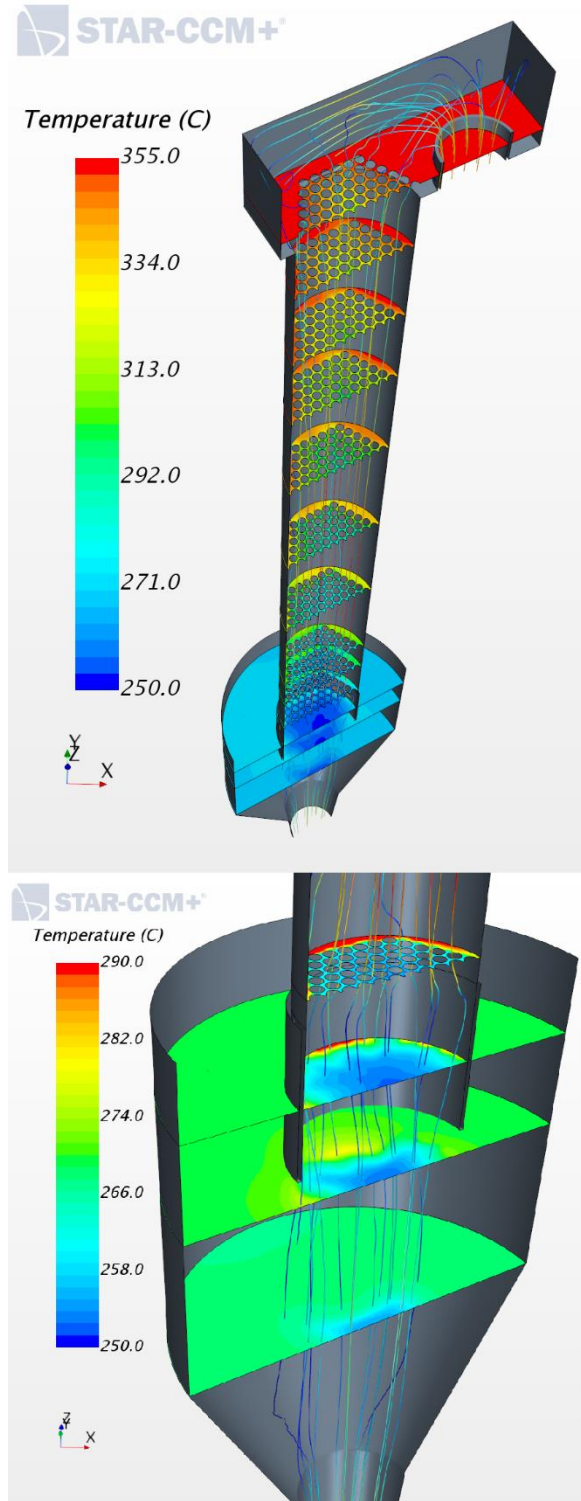 STAR-CCM+®
Temperature (C)
355.0
334.0
313.0
292.0
271.0
250.0
Y
Z
X
STAR-CCM+®
Temperature (C)
290.0
282.0
274.0
266.0
258.0
250.0
Z
Y
X